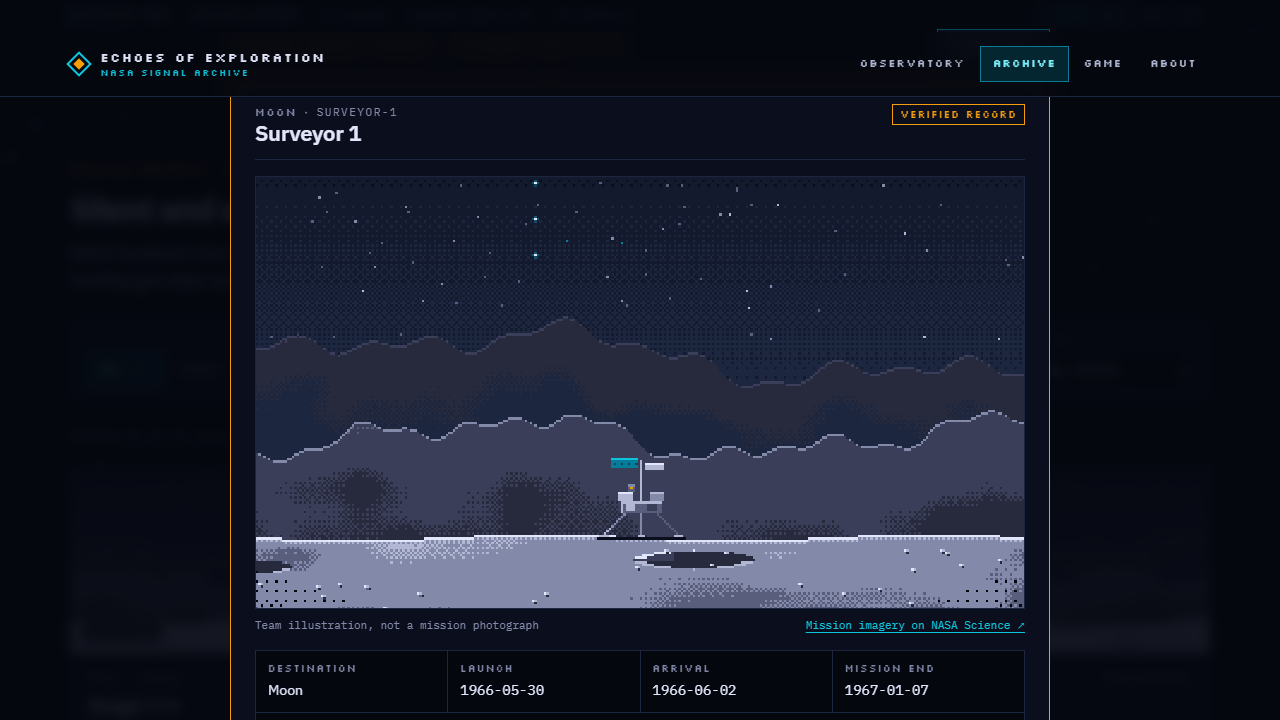 ECHOES OF EXPLORATION
NASA SIGNAL ARCHIVE
OBSERVATORY ARCHIVE GAME ABOUT
MOON · SURVEYOR-1
Surveyor 1
VERIFIED RECORD
Team illustration, not a mission photograph
Mission imagery on NASA Science ↗
DESTINATION
Moon
LAUNCH
1966-05-30
ARRIVAL
1966-06-02
MISSION END
1967-01-07